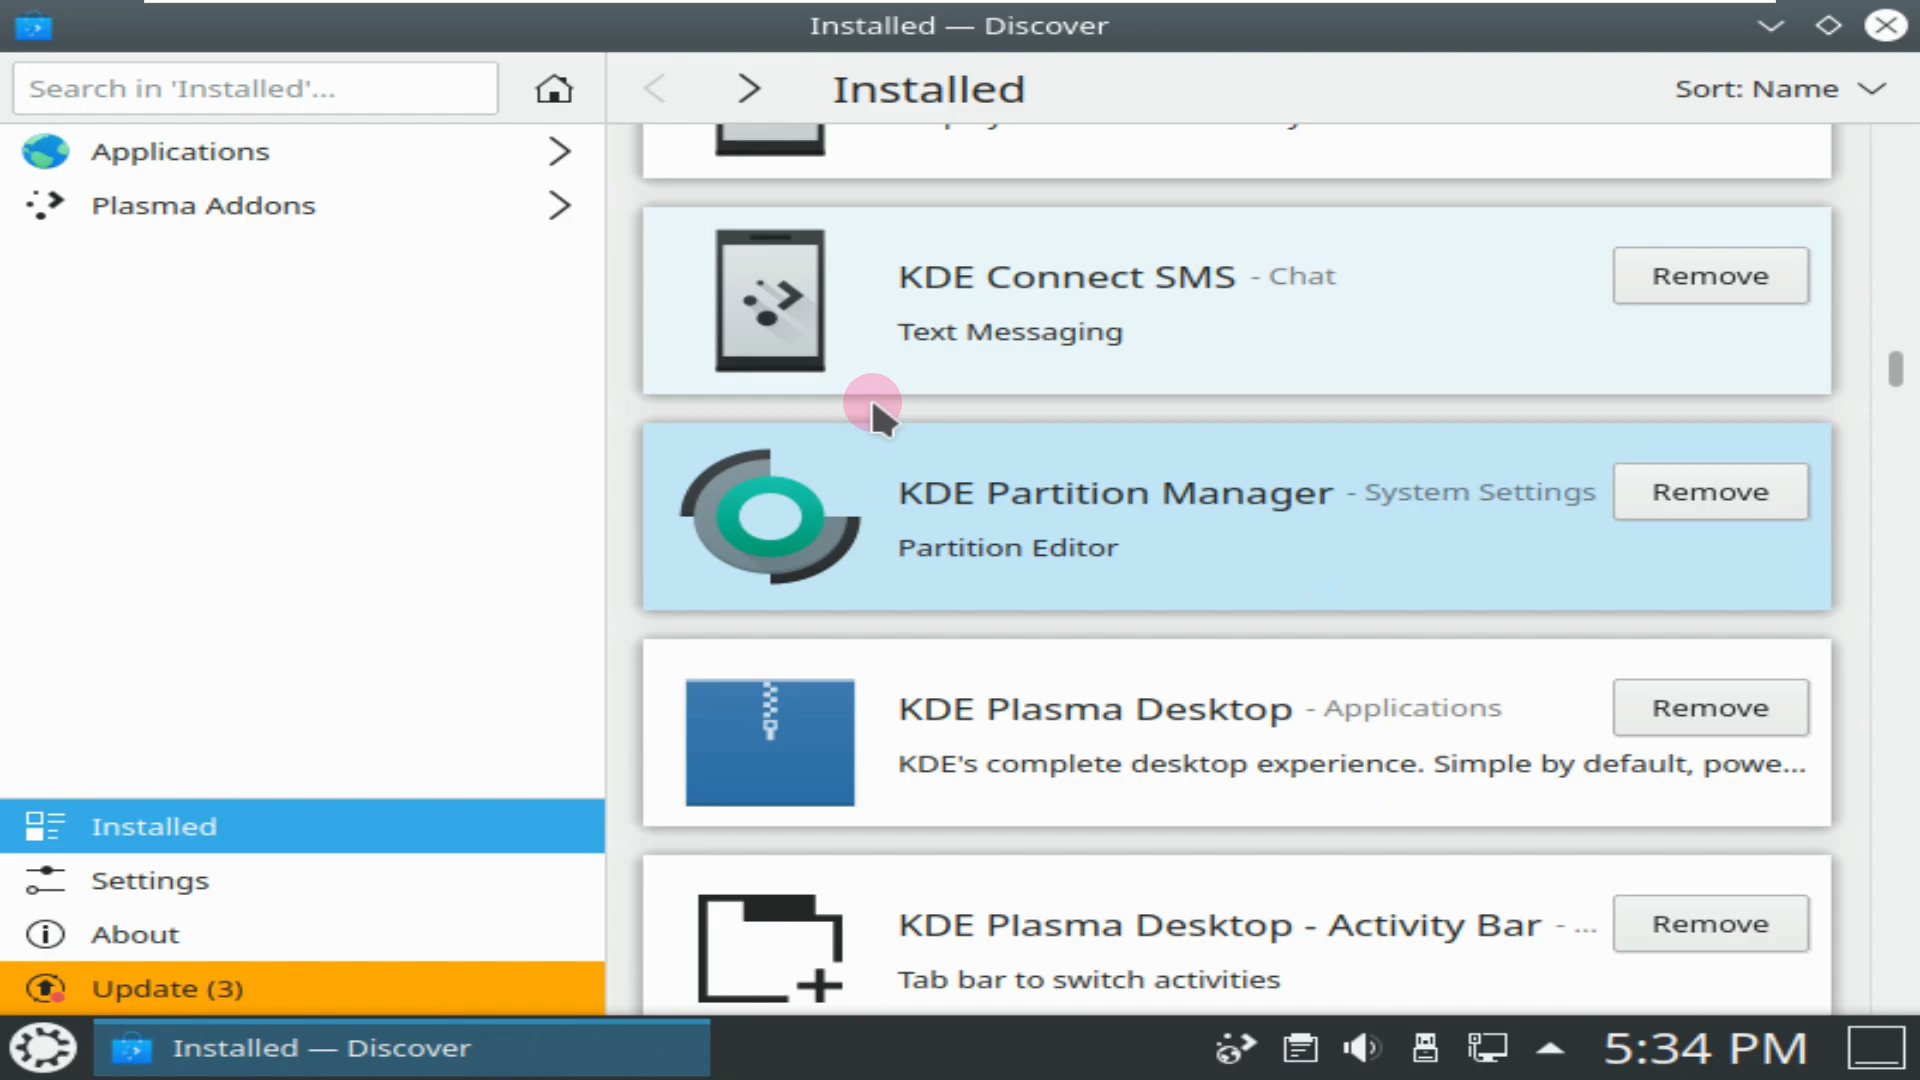 Installed — Discover
Search in 'Installed'...
Installed
Sort: Name
Applications
Plasma Addons
KDE Connect SMS - Chat
Remove
Text Messaging
KDE Partition Manager - System Settings
Remove
Partition Editor
KDE Plasma Desktop - Applications
Remove
KDE's complete desktop experience. Simple by default, powe...
KDE Plasma Desktop - Activity Bar - ...
Remove
Tab bar to switch activities
Installed
Settings
About
Update (3)
Installed — Discover
5:34 PM